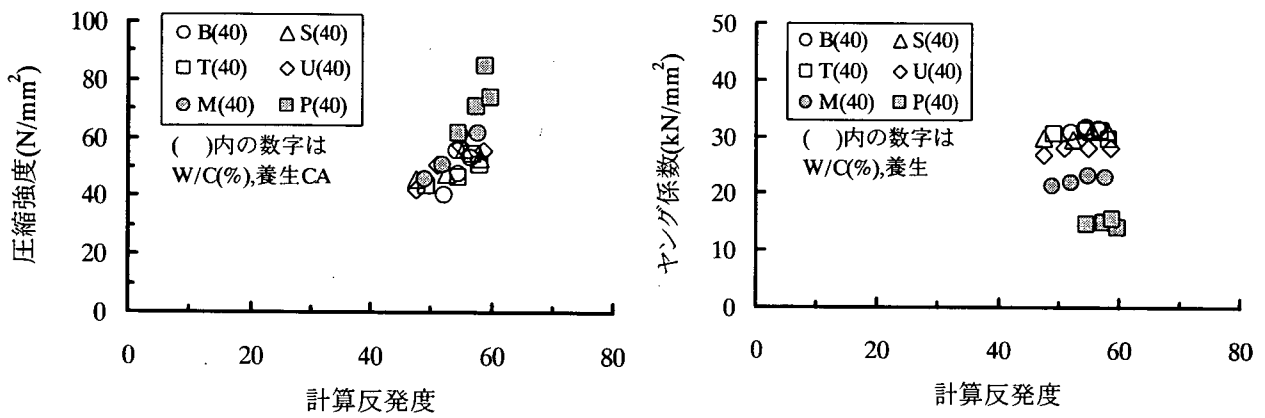 圧縮強度(N/mm²)
100
80
60
40
20
0
B(40) S(40)
T(40) U(40)
M(40) P(40)
( )内の数字は
W/C(%),養生CA
0 20 40 60 80
計算反発度
ヤング係数(kN/mm²)
50
40
30
20
10
0
B(40) S(40)
T(40) U(40)
M(40) P(40)
( )内の数字は
W/C(%),養生
0 20 40 60 80
計算反発度